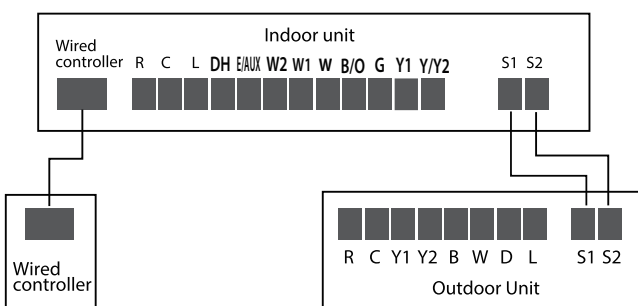 Indoor unit
Wired
controller R C L DH E/AUX W2 W1 W B/O G Y1 Y/Y2 S1 S2
Wired
controller
R C Y1 Y2 B W D L S1 S2
Outdoor Unit